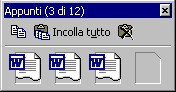 Appunti (3 di 12)
Incolla tutto
W W W